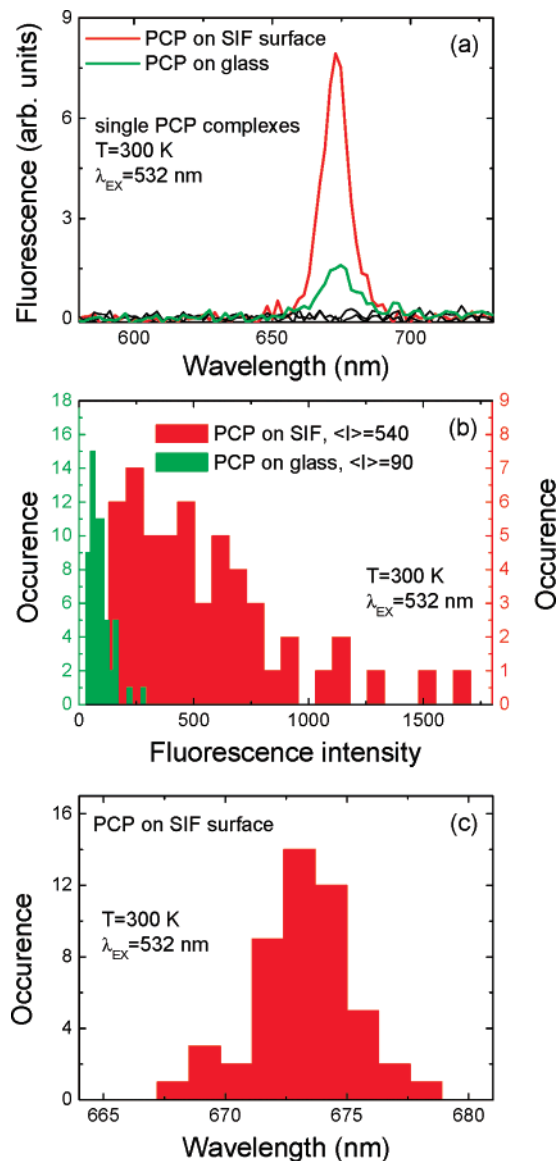 PCP on SIF surface
PCP on glass
(a)
single PCP complexes
T=300 K
λEX=532 nm
Fluorescence (arb. units)
9
6
3
0
600
650
700
Wavelength (nm)
(b)
PCP on SIF, <I>=540
PCP on glass, <I>=90
T=300 K
λEX=532 nm
Occurence
18
16
14
12
10
8
6
4
2
0
9
8
7
6
5
4
3
2
1
0
Occurence
0
500
1000
1500
Fluorescence intensity
PCP on SIF surface
(c)
T=300 K
λEX=532 nm
Occurence
16
12
8
4
0
665
670
675
680
Wavelength (nm)